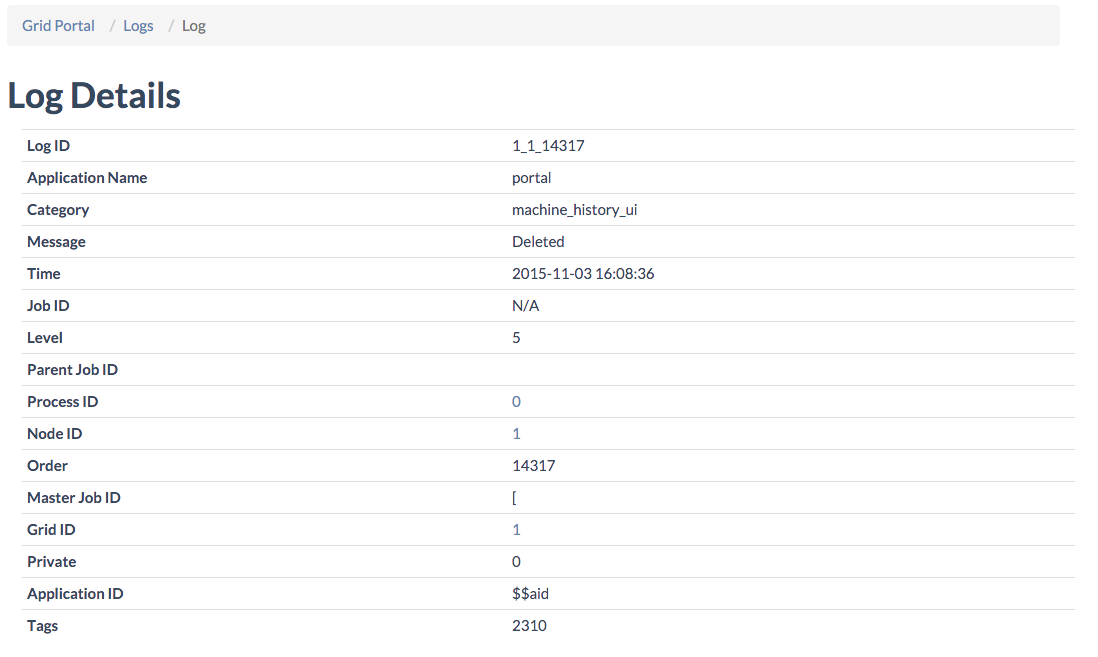 Grid Portal / Logs / Log
Log Details
Log ID 1_1_14317
Application Name portal
Category machine_history_ui
Message Deleted
Time 2015-11-03 16:08:36
Job ID N/A
Level 5
Parent Job ID
Process ID 0
Node ID 1
Order 14317
Master Job ID [
Grid ID 1
Private 0
Application ID $$aid
Tags 2310